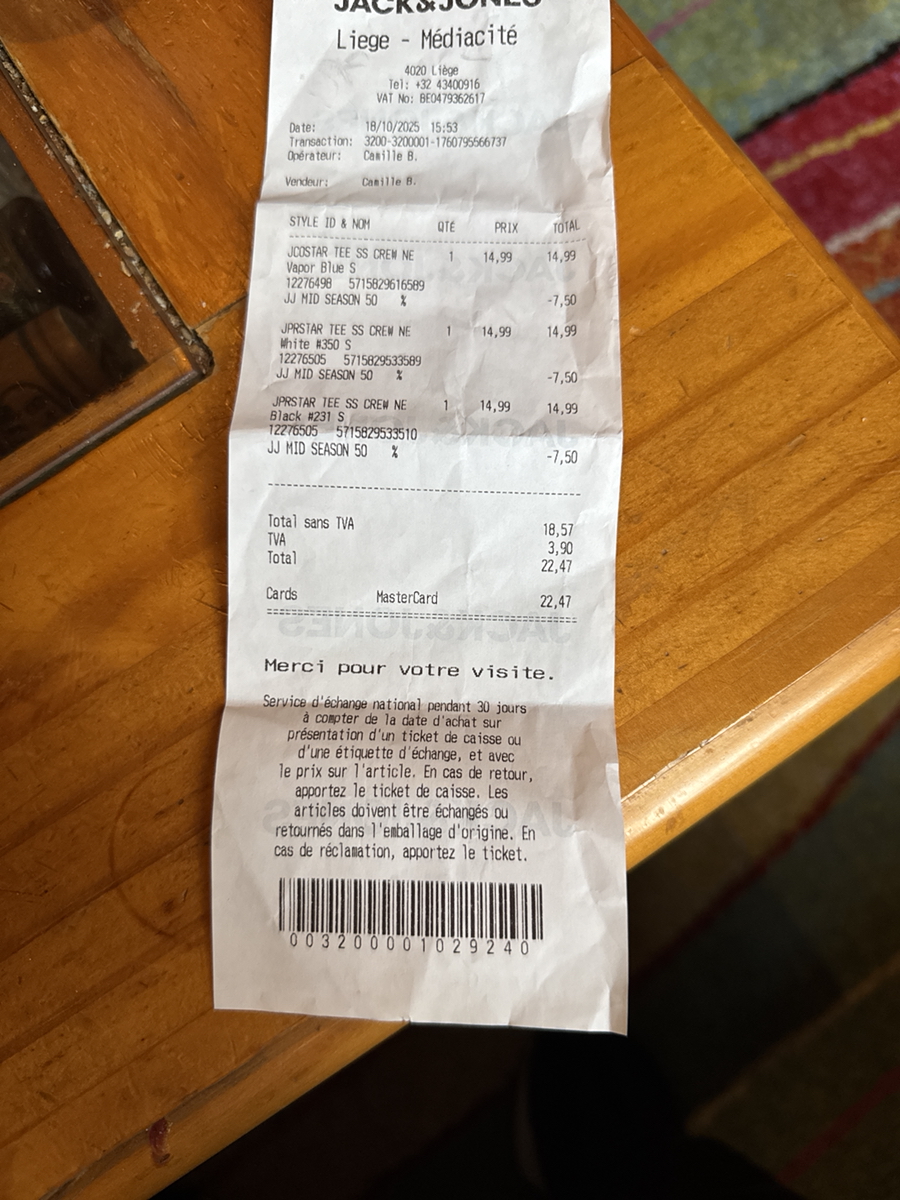 JACK&JONES
Liege - Médiacité
4020 Liège
Tel: +32 43400916
VAT No: BE0479362617
Date: 18/10/2025 15:53
Transaction: 3200-3200001-1760795566737
Opérateur: Camille B.
Vendeur: Camille B.
STYLE ID & NOM QTÉ PRIX TOTAL
JCOSTAR TEE SS CREW NE 1 14,99 14,99
Vapor Blue S
12276498 5715829616589
JJ MID SEASON 50 % -7,50
JPRSTAR TEE SS CREW NE 1 14,99 14,99
White #350 S
12276505 5715829533589
JJ MID SEASON 50 % -7,50
JPRSTAR TEE SS CREW NE 1 14,99 14,99
Black #231 S
12276505 5715829533510
JJ MID SEASON 50 % -7,50
Total sans TVA 18,57
TVA 3,90
Total 22,47
Cards MasterCard 22,47
Merci pour votre visite.
Service d'échange national pendant 30 jours
à compter de la date d'achat sur
présentation d'un ticket de caisse ou
d'une étiquette d'échange, et avec
le prix sur l'article. En cas de retour,
apportez le ticket de caisse. Les
articles doivent être échangés ou
retournés dans l'emballage d'origine. En
cas de réclamation, apportez le ticket.
003200001029240